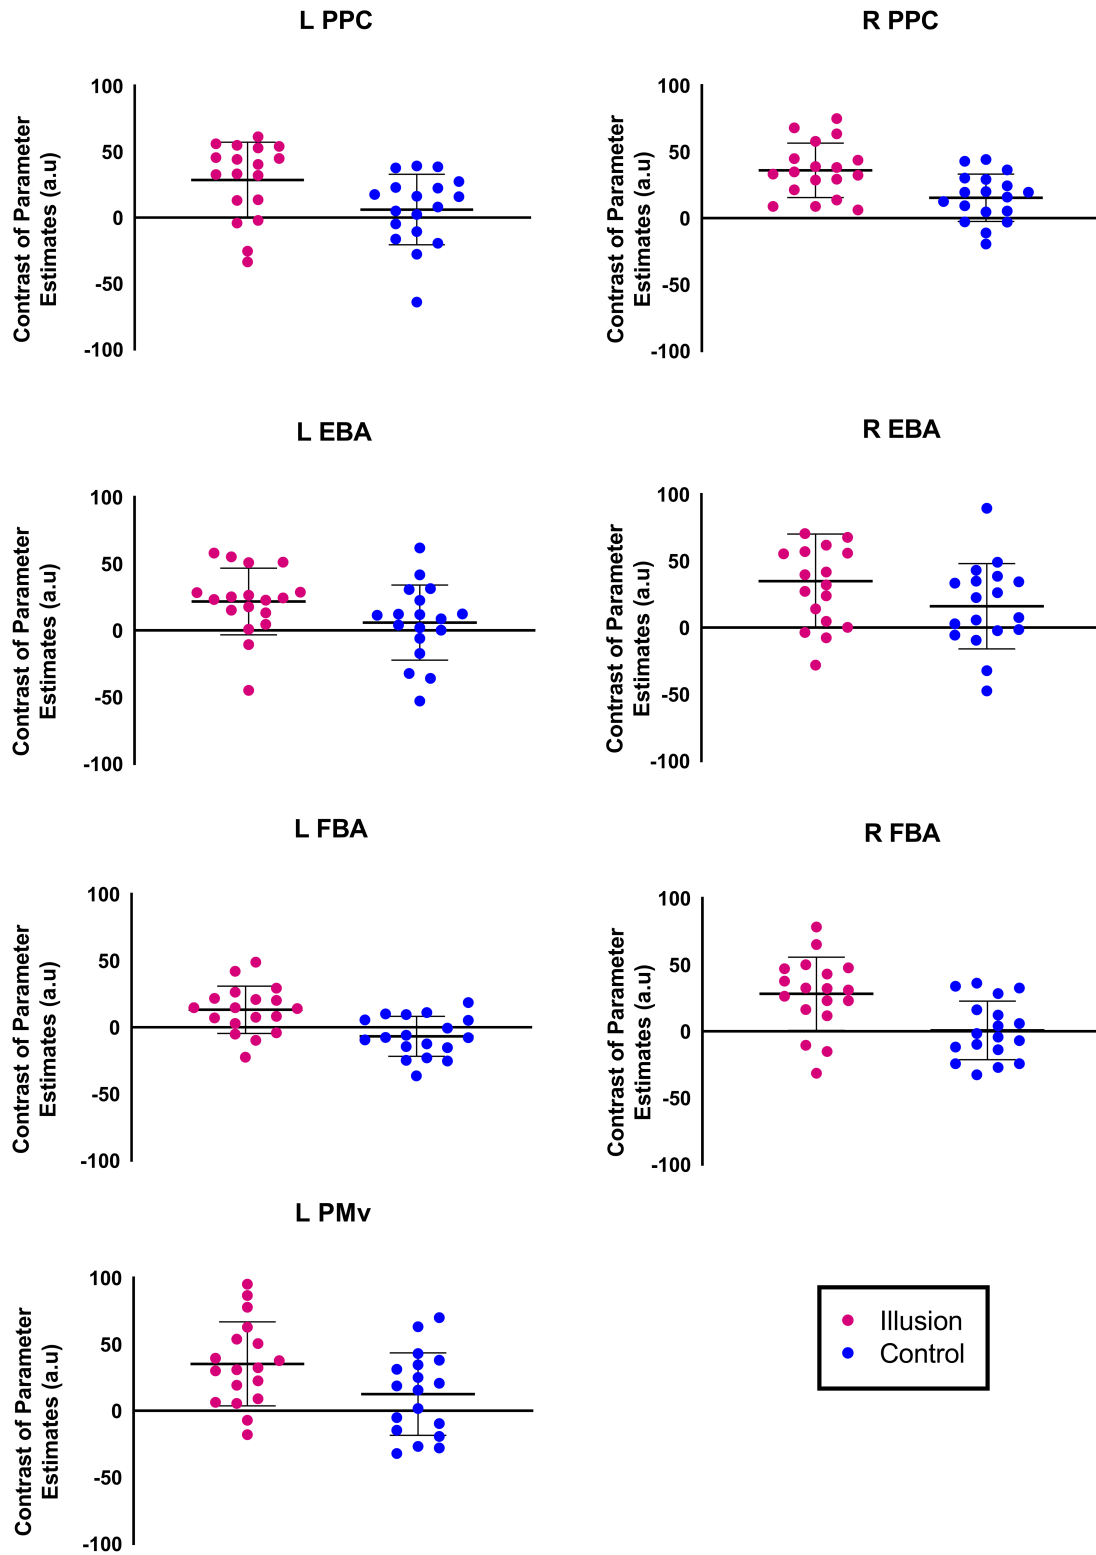 L PPC
Contrast of Parameter
Estimates (a.u)
100
50
0
-50
-100
R PPC
Contrast of Parameter
Estimates (a.u)
100
50
0
-50
-100
L EBA
Contrast of Parameter
Estimates (a.u)
100
50
0
-50
-100
R EBA
Contrast of Parameter
Estimates (a.u)
100
50
0
-50
-100
L FBA
Contrast of Parameter
Estimates (a.u)
100
50
0
-50
-100
R FBA
Contrast of Parameter
Estimates (a.u)
100
50
0
-50
-100
L PMv
Contrast of Parameter
Estimates (a.u)
100
50
0
-50
-100
Illusion
Control